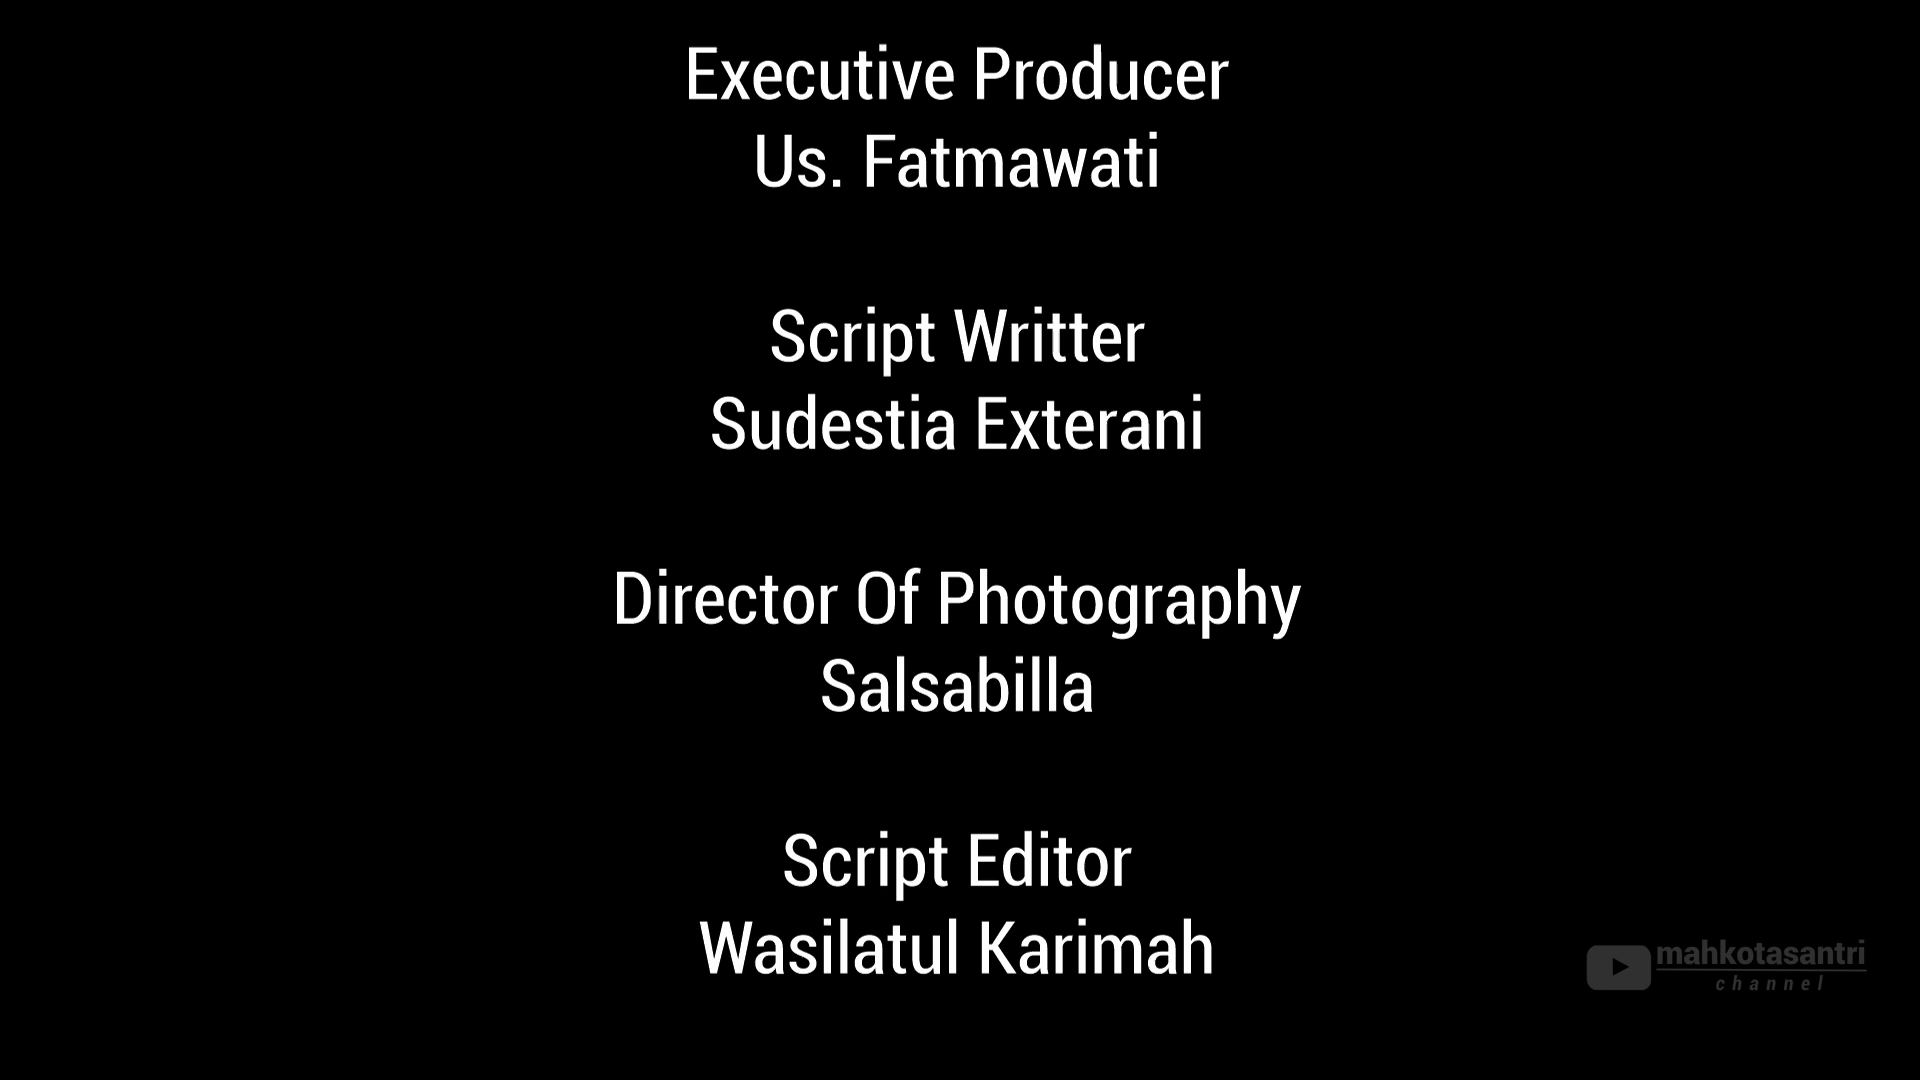 Executive Producer
Us. Fatmawati
Script Writter
Sudestia Exterani
Director Of Photography
Salsabilla
Script Editor
Wasilatul Karimah
mahkotasantri
channel